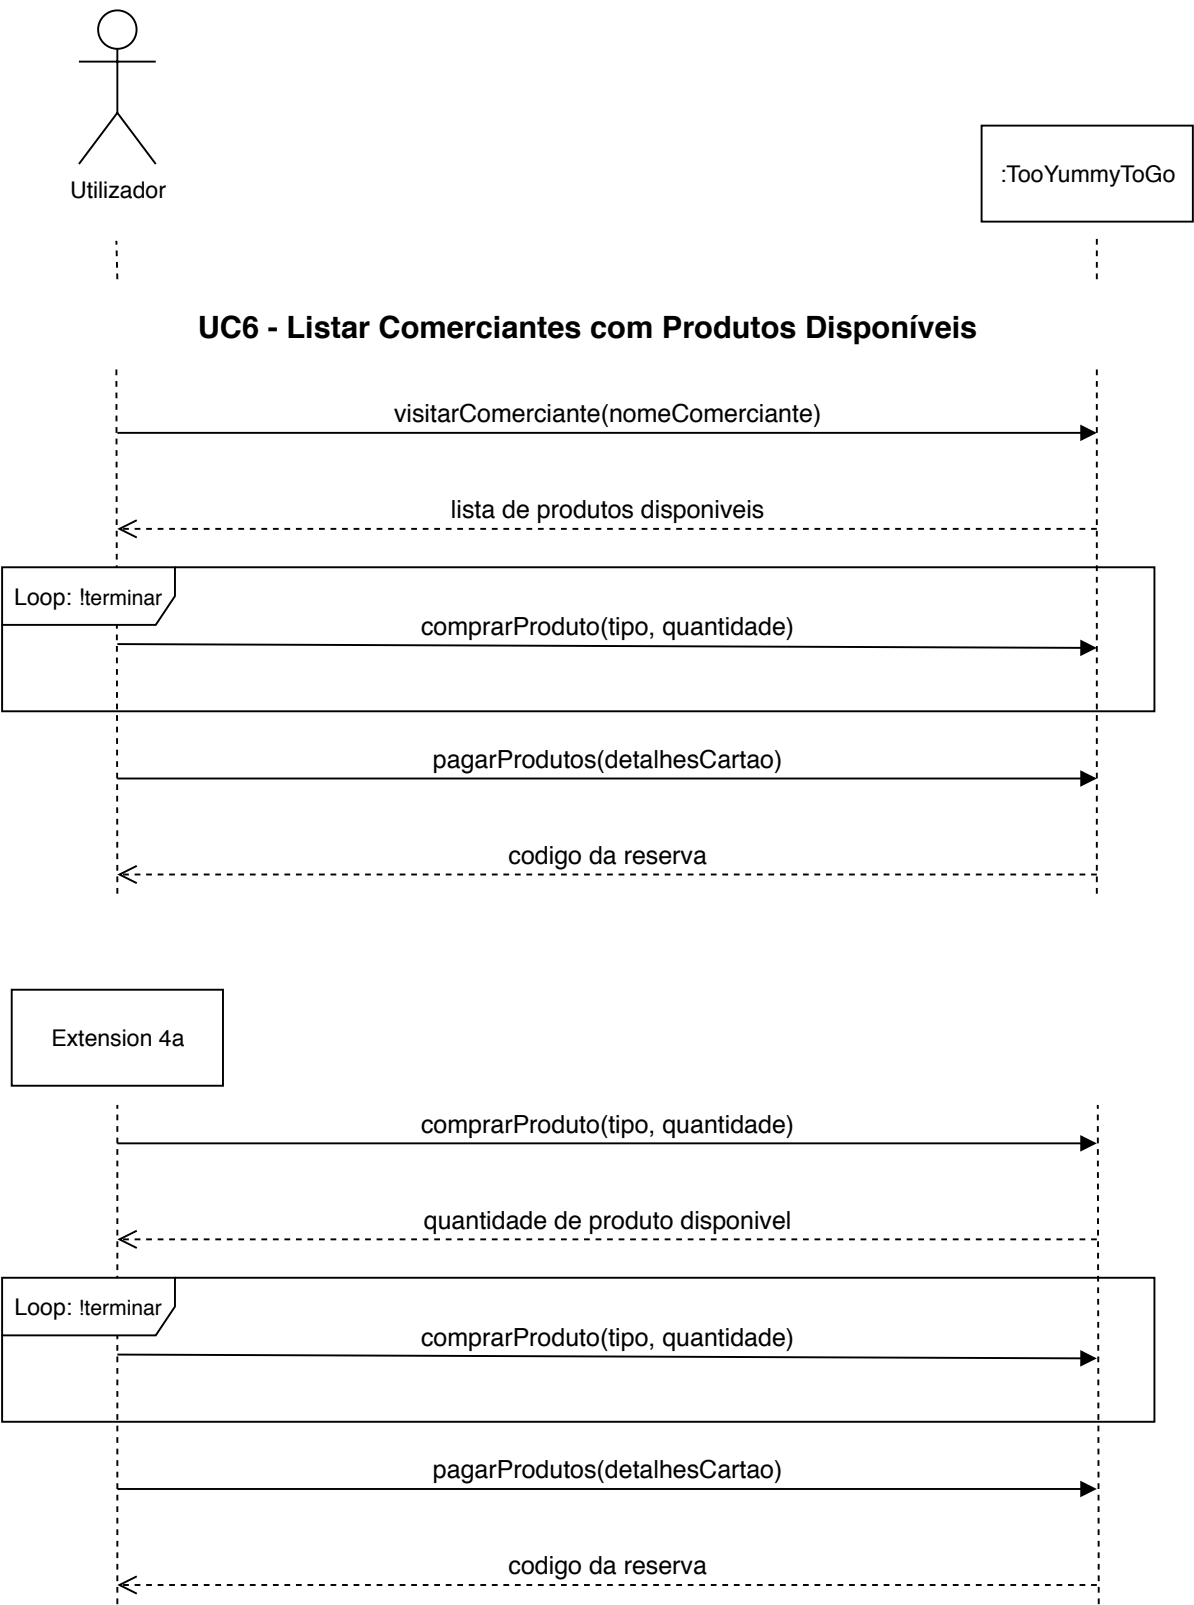 Utilizador
:TooYummyToGo
UC6 - Listar Comerciantes com Produtos Disponíveis
visitarComerciante(nomeComerciante)
lista de produtos disponiveis
Loop: !terminar
comprarProduto(tipo, quantidade)
pagarProdutos(detalhesCartao)
codigo da reserva
Extension 4a
comprarProduto(tipo, quantidade)
quantidade de produto disponivel
Loop: !terminar
comprarProduto(tipo, quantidade)
pagarProdutos(detalhesCartao)
codigo da reserva